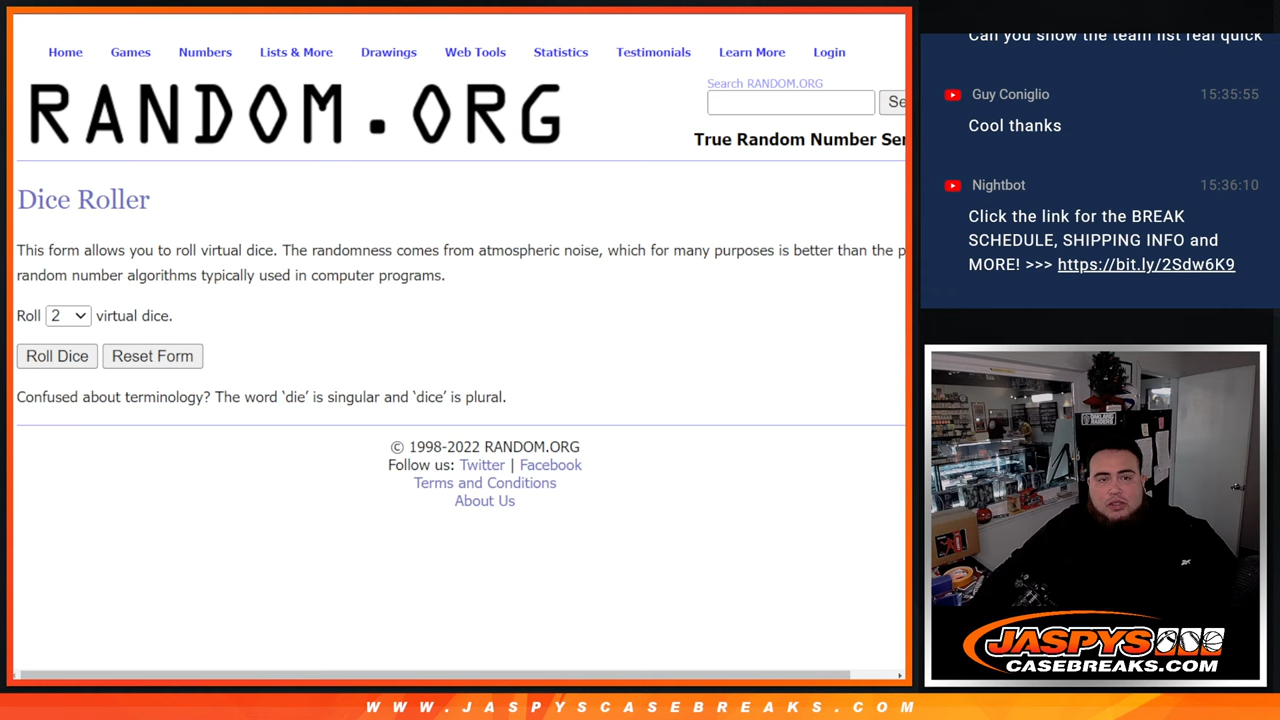 Home Games Numbers Lists & More Drawings Web Tools Statistics Testimonials Learn More Login
RANDOM.ORG
Search RANDOM.ORG
Se
True Random Number Ser
Dice Roller
This form allows you to roll virtual dice. The randomness comes from atmospheric noise, which for many purposes is better than the p
random number algorithms typically used in computer programs.
Roll 2 virtual dice.
Roll Dice Reset Form
Confused about terminology? The word ‘die’ is singular and ‘dice’ is plural.
© 1998-2022 RANDOM.ORG
Follow us: Twitter | Facebook
Terms and Conditions
About Us
Can you show the team list real quick
Guy Coniglio 15:35:55
Cool thanks
Nightbot 15:36:10
Click the link for the BREAK
SCHEDULE, SHIPPING INFO and
MORE! >>> https://bit.ly/2Sdw6K9
JASPYS
CASEBREAKS.COM
WWW.JASPYSCASEBREAKS.COM